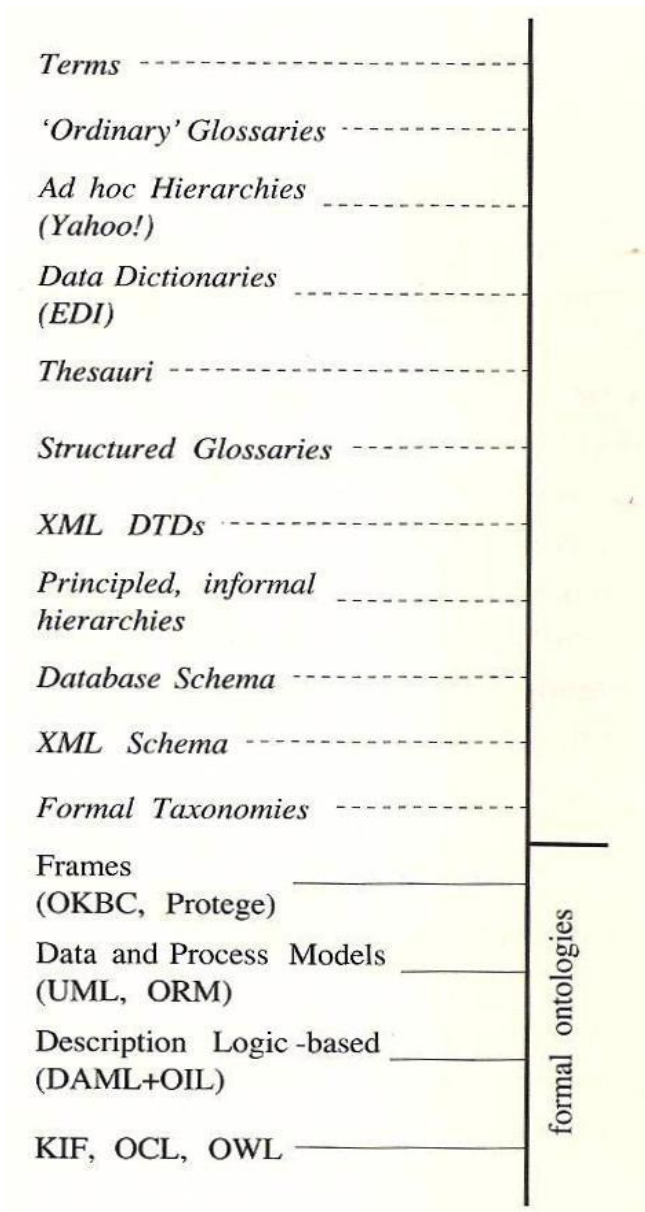 Terms
‘Ordinary’ Glossaries
Ad hoc Hierarchies
(Yahoo!)
Data Dictionaries
(EDI)
Thesauri
Structured Glossaries
XML DTDs
Principled, informal
hierarchies
Database Schema
XML Schema
Formal Taxonomies
Frames
(OKBC, Protege)
Data and Process Models
(UML, ORM)
Description Logic-based
(DAML+OIL)
KIF, OCL, OWL
formal ontologies